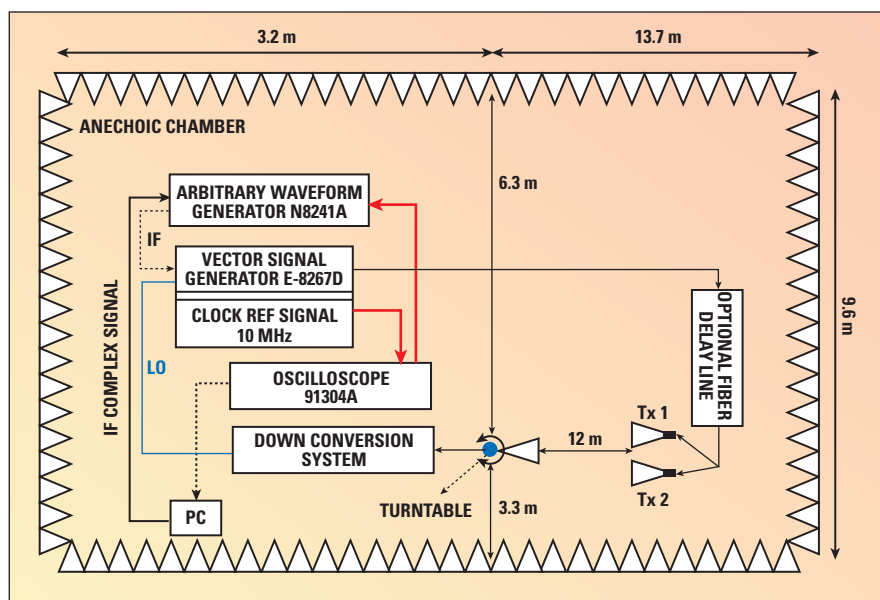 3.2 m
13.7 m
ANECHOIC CHAMBER
6.3 m
ARBITRARY WAVEFORM
GENERATOR N8241A
IF
VECTOR SIGNAL
GENERATOR E-8267D
CLOCK REF SIGNAL
10 MHz
OPTIONAL FIBER
DELAY LINE
9.6 m
IF COMPLEX SIGNAL
LO
OSCILLOSCOPE
91304A
Tx 1
DOWN CONVERSION
SYSTEM
12 m
Tx 2
TURNTABLE
3.3 m
PC